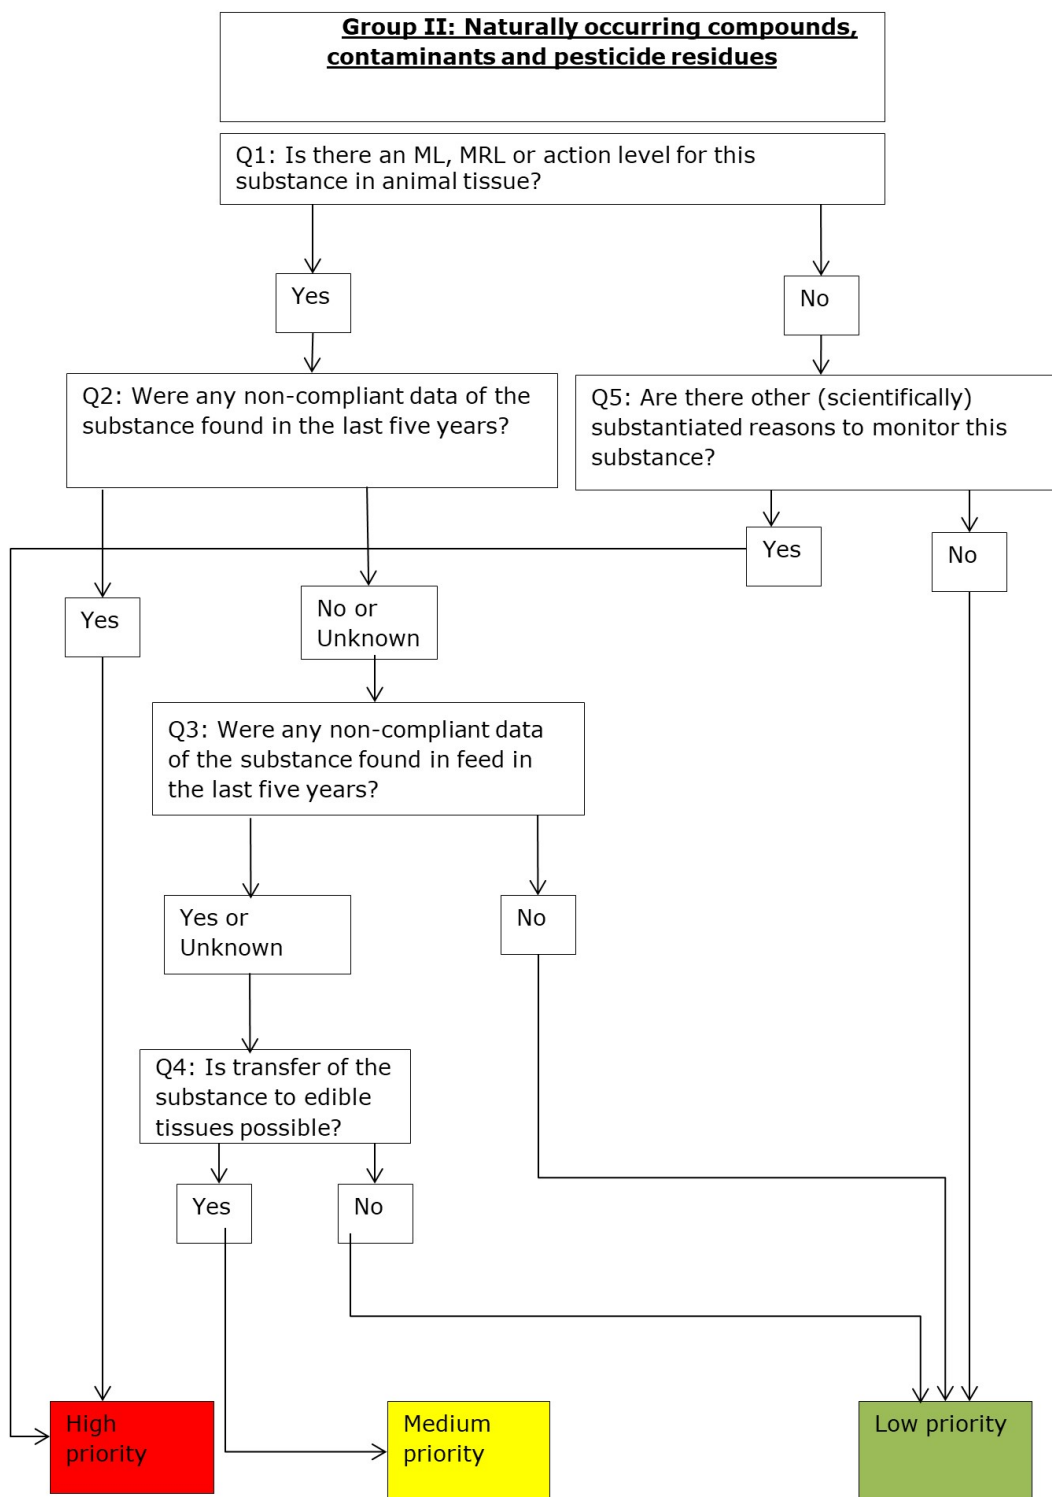 Group II: Naturally occurring compounds,
contaminants and pesticide residues
Q1: Is there an ML, MRL or action level for this
substance in animal tissue?
Yes
No
Q2: Were any non-compliant data of the
substance found in the last five years?
Q5: Are there other (scientifically)
substantiated reasons to monitor this
substance?
Yes
No
Yes
No or
Unknown
Q3: Were any non-compliant data
of the substance found in feed in
the last five years?
Yes or
Unknown
No
Q4: Is transfer of the
substance to edible
tissues possible?
Yes
No
High
priority
Medium
priority
Low priority